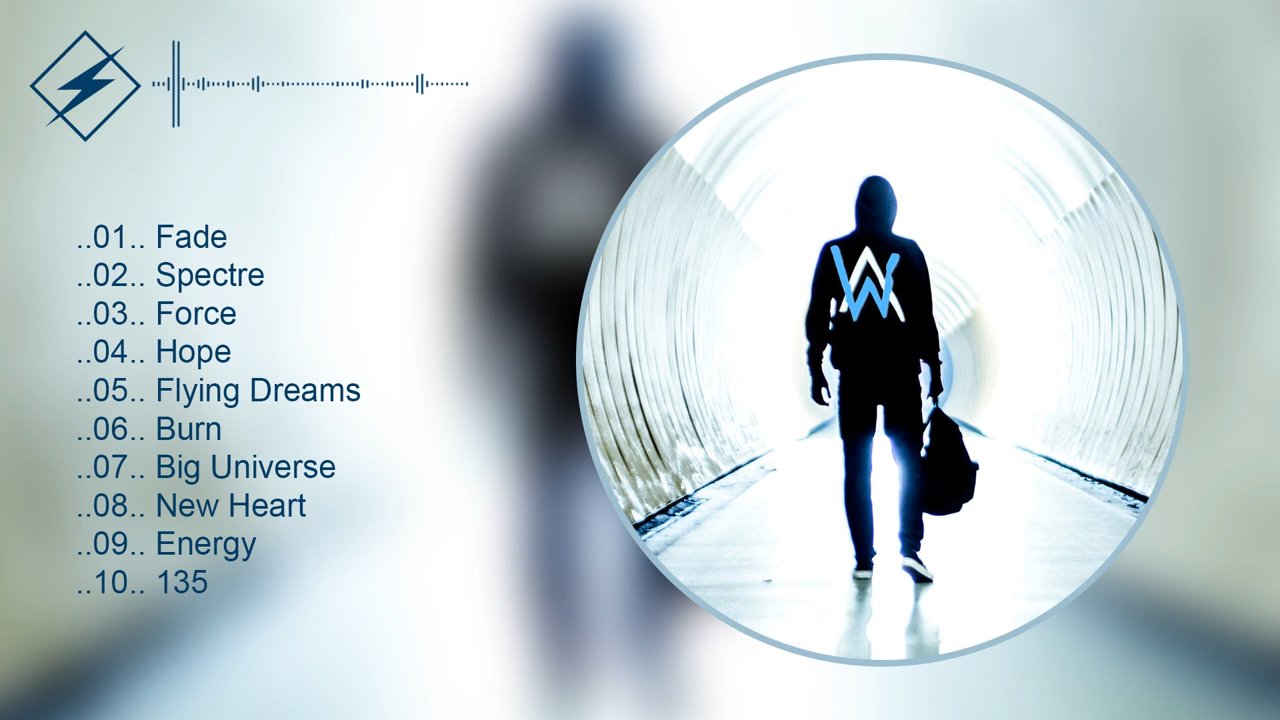 ..01.. Fade
..02.. Spectre
..03.. Force
..04.. Hope
..05.. Flying Dreams
..06.. Burn
..07.. Big Universe
..08.. New Heart
..09.. Energy
..10.. 135
AW